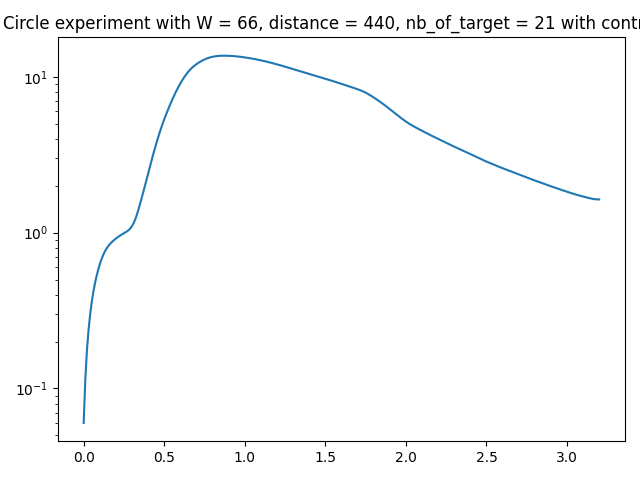 Circle experiment with W = 66, distance = 440, nb_of_target = 21 with contr
10¹
10⁰
10⁻¹
0.0 0.5 1.0 1.5 2.0 2.5 3.0